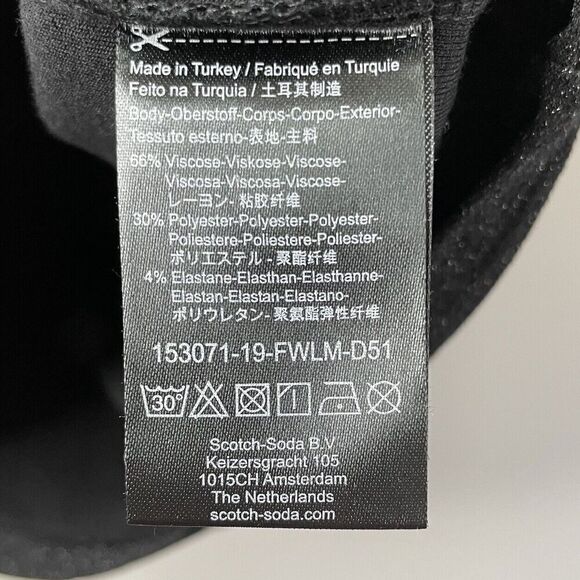 Made in Turkey / Fabriqué en Turquie
Feito na Turquia / 土耳其制造
Body-Oberstoff-Corps-Corpo-Exterior-
Tessuto esterno-表地-主料
66% Viscose-Viskose-Viscose-
Viscosa-Viscosa-Viscose-
レーヨン- 粘胶纤维
30% Polyester-Polyester-Polyester-
Poliestere-Poliestere-Poliester-
ポリエステル - 聚酯纤维
4% Elastane-Elasthan-Elasthanne-
Elastan-Elastan-Elastano-
ポリウレタン- 聚氨酯弹性纤维
153071-19-FWLM-D51
30°
Scotch-Soda B.V
Keizersgracht 105
1015CH Amsterdam
The Netherlands
scotch-soda.com